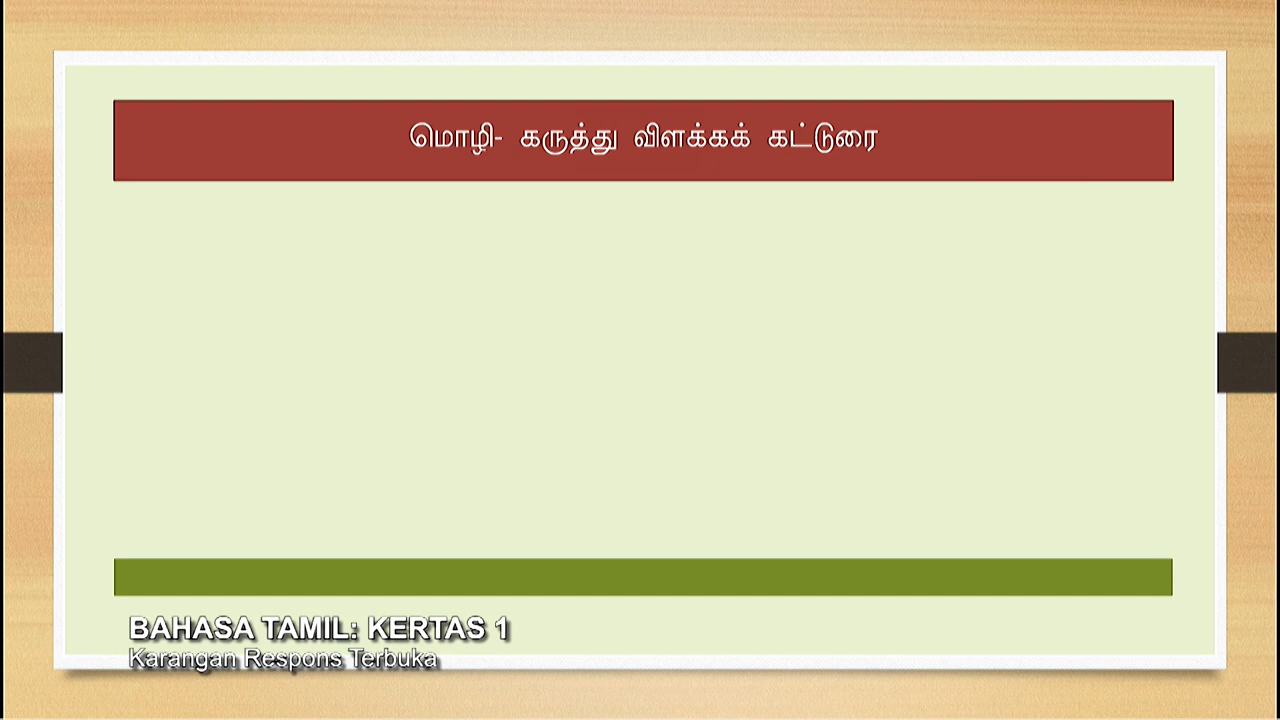 மொழி- கருத்து விளக்கக் கட்டுரை
BAHASA TAMIL: KERTAS 1
Karangan Respons Terbuka